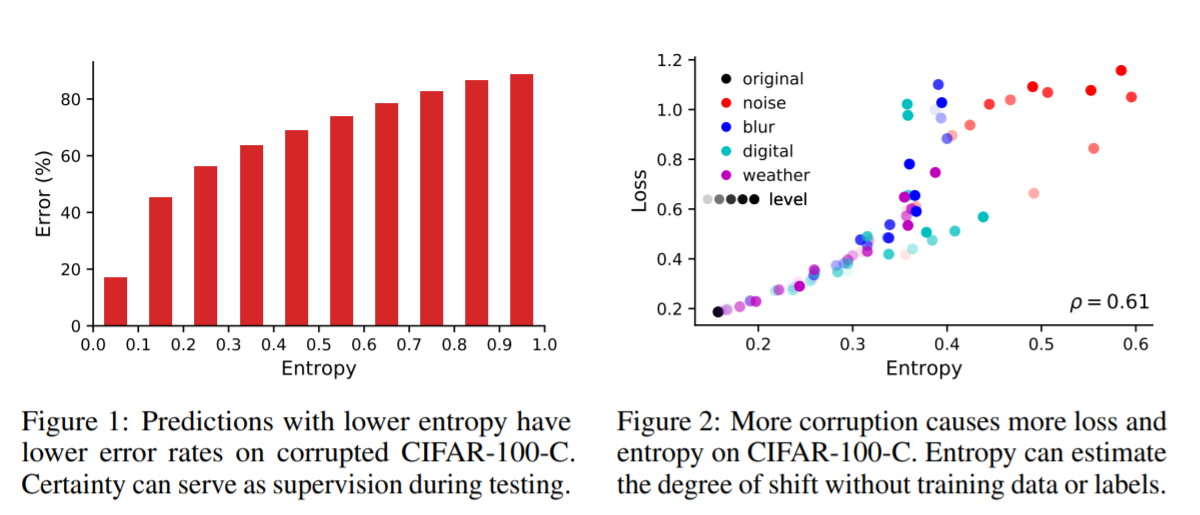 80
60
40
20
0
Error (%)
0.0 0.1 0.2 0.3 0.4 0.5 0.6 0.7 0.8 0.9 1.0
Entropy
Figure 1: Predictions with lower entropy have
lower error rates on corrupted CIFAR-100-C.
Certainty can serve as supervision during testing.
1.2
1.0
0.8
0.6
0.4
0.2
Loss
original
noise
blur
digital
weather
level
ρ = 0.61
0.2 0.3 0.4 0.5 0.6
Entropy
Figure 2: More corruption causes more loss and
entropy on CIFAR-100-C. Entropy can estimate
the degree of shift without training data or labels.